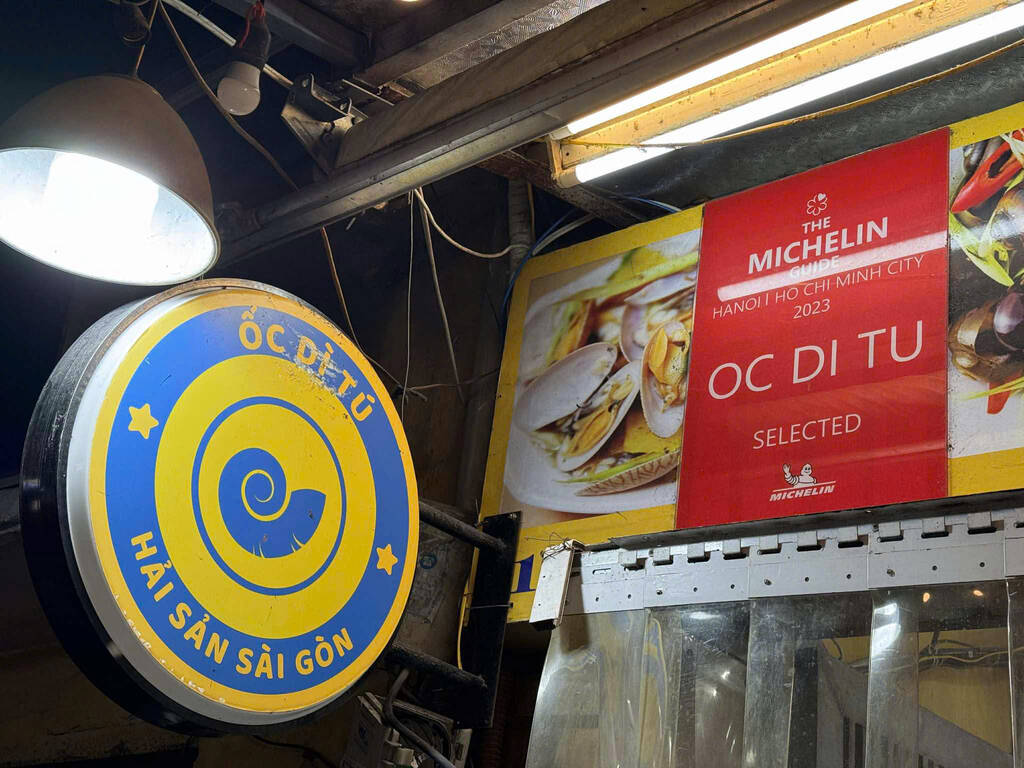 ỐC DÌ TÚ
HẢI SẢN SÀI GÒN
THE
MICHELIN
GUIDE
HANOI I HO CHI MINH CITY
2023
OC DI TU
SELECTED
MICHELIN